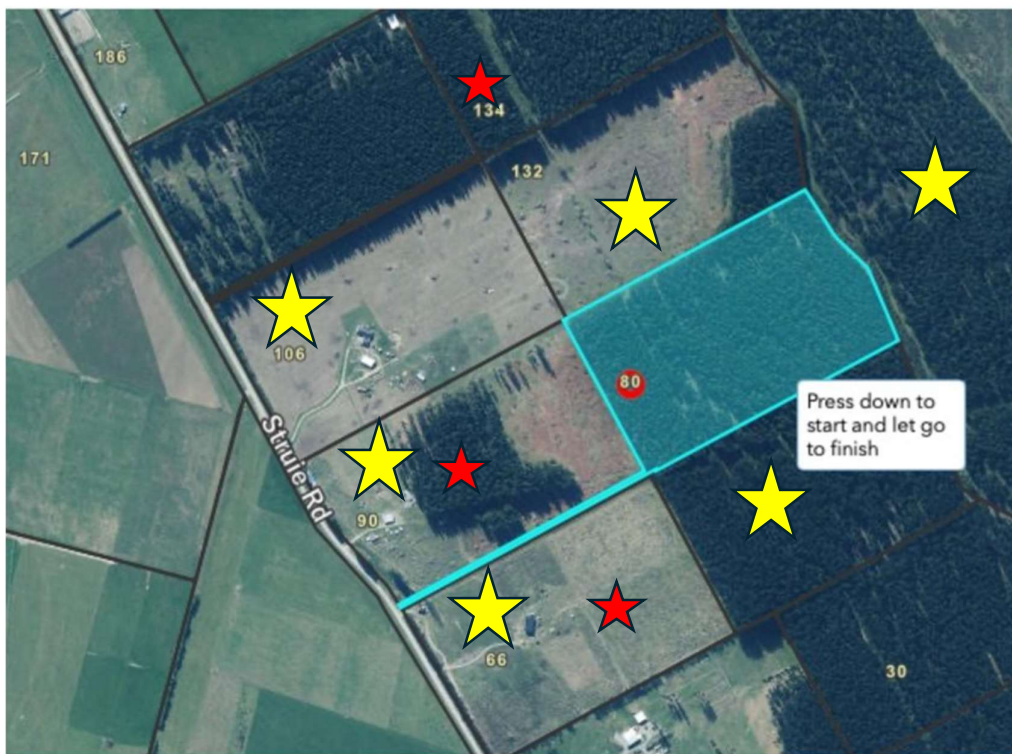 186
134
171
132
106
80
Press down to
start and let go
to finish
Struie Rd
90
66
30